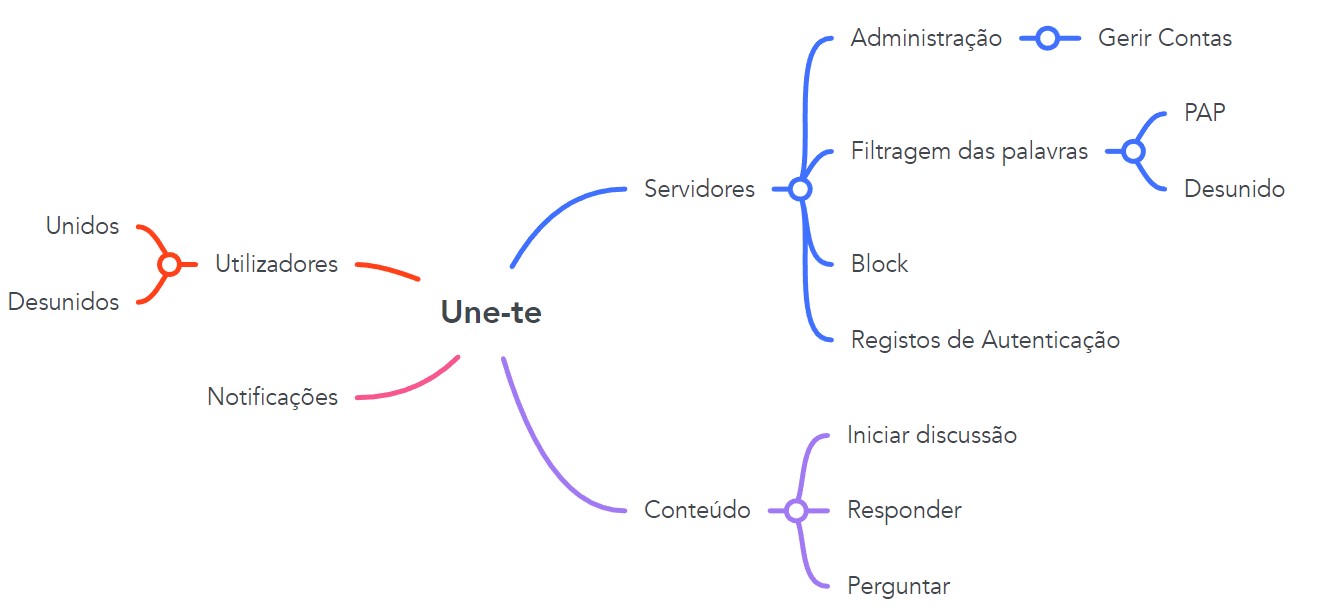 Une-te
Servidores
Administração
Gerir Contas
Filtragem das palavras
PAP
Desunido
Block
Registos de Autenticação
Conteúdo
Iniciar discussão
Responder
Perguntar
Utilizadores
Unidos
Desunidos
Notificações